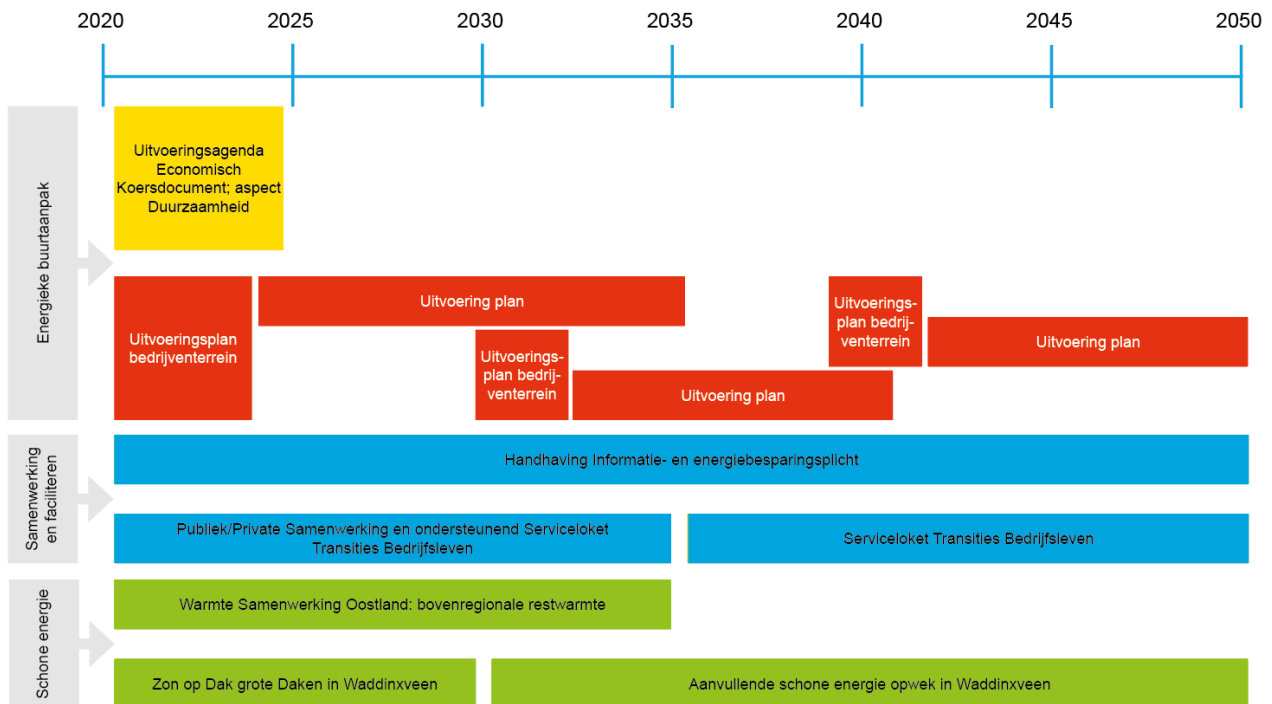 2020 2025 2030 2035 2040 2045 2050
Energieke buurtaanpak
Uitvoeringsagenda
Economisch
Koersdocument; aspect
Duurzaamheid
Uitvoeringsplan
bedrijventerrein
Uitvoering plan
Uitvoerings-
plan bedrij-
venterrein
Uitvoering plan
Uitvoerings-
plan bedrij-
venterrein
Uitvoering plan
Samenwerking
en faciliteren
Handhaving Informatie- en energiebesparingsplicht
Publiek/Private Samenwerking en ondersteunend Serviceloket
Transities Bedrijfsleven
Serviceloket Transities Bedrijfsleven
Schone energie
Warmte Samenwerking Oostland: bovenregionale restwarmte
Zon op Dak grote Daken in Waddinxveen
Aanvullende schone energie opwek in Waddinxveen